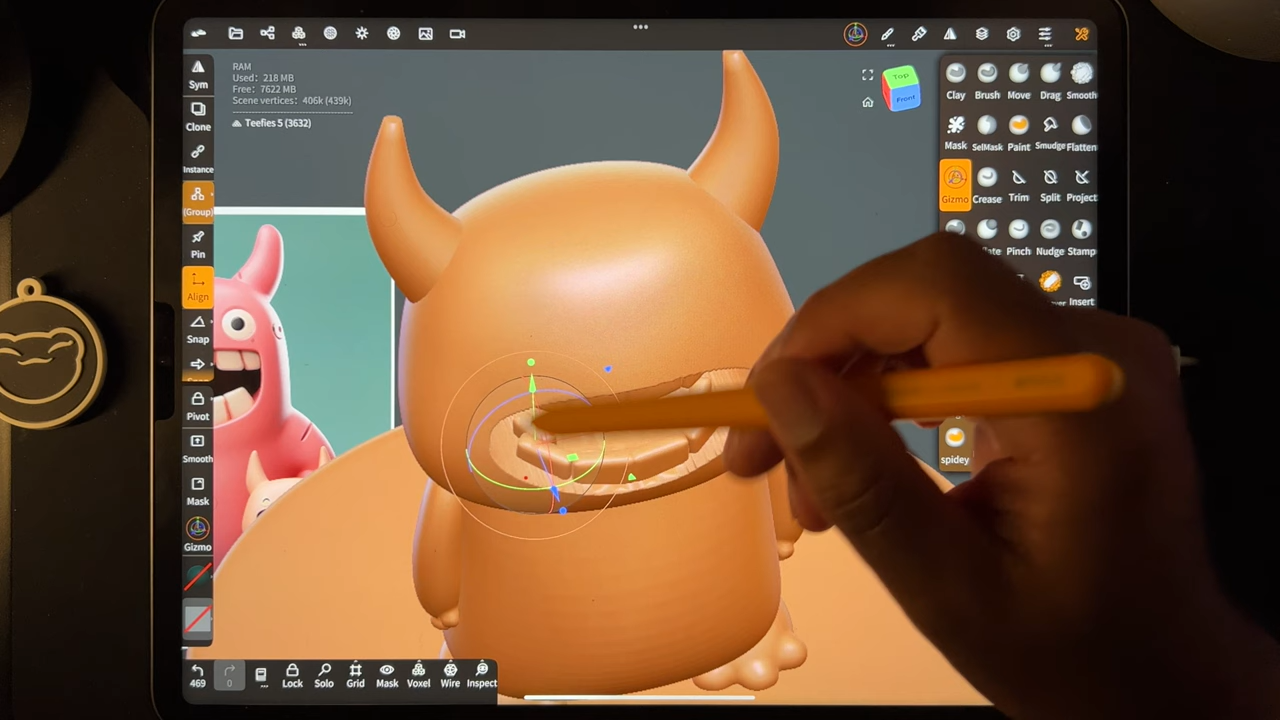 RAM
Used: 218 MB
Free: 7622 MB
Scene vertices: 406k (439k)
Teefies 5 (3632)
Sym
Clone
Instance
(Group)
Pin
Align
Snap
Pivot
Smooth
Mask
Gizmo
Top
Front
Clay Brush Move Drag Smooth
Mask SelMask Paint Smudge Flatten
Gizmo Crease Trim Split Project
Pinch Nudge Stamp
Insert
spidey
469 0 Lock Solo Grid Mask Voxel Wire Inspect